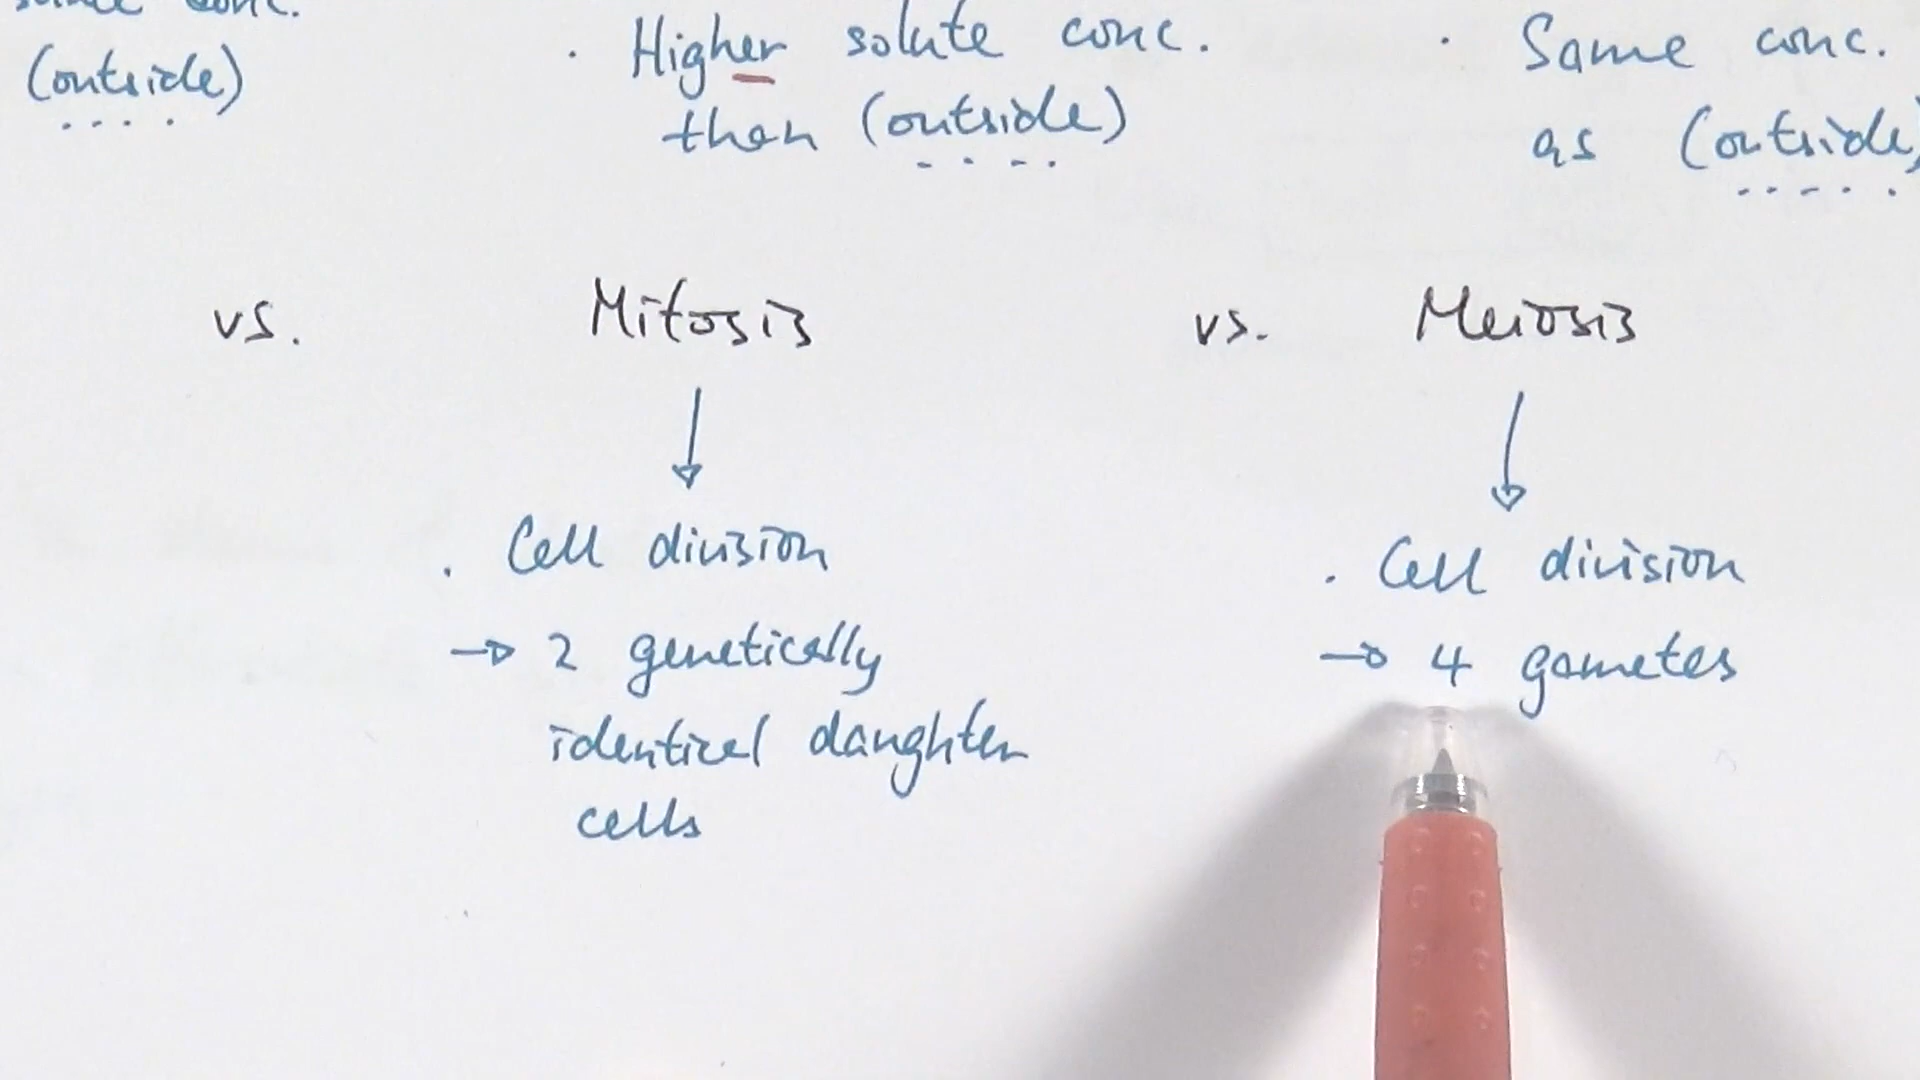 conc.
(outside)
· Higher solute conc.
than (outside)
· Same conc.
as (outside)
vs. Mitosis vs. Meiosis
· Cell division
→ 2 genetically
identical daughter
cells
· Cell division
→ 4 gametes